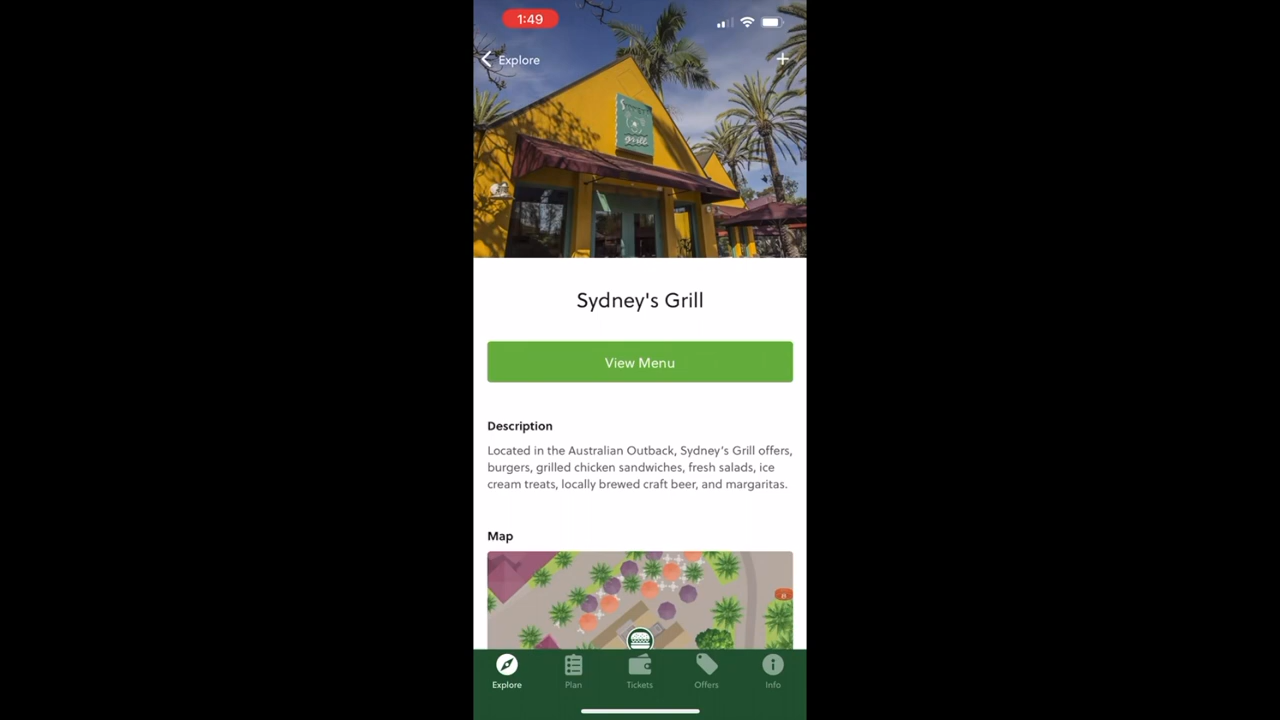 1:49
Explore
Grill
Sydney's Grill
View Menu
Description
Located in the Australian Outback, Sydney's Grill offers,
burgers, grilled chicken sandwiches, fresh salads, ice
cream treats, locally brewed craft beer, and margaritas.
Map
Explore
Plan
Tickets
Offers
Info